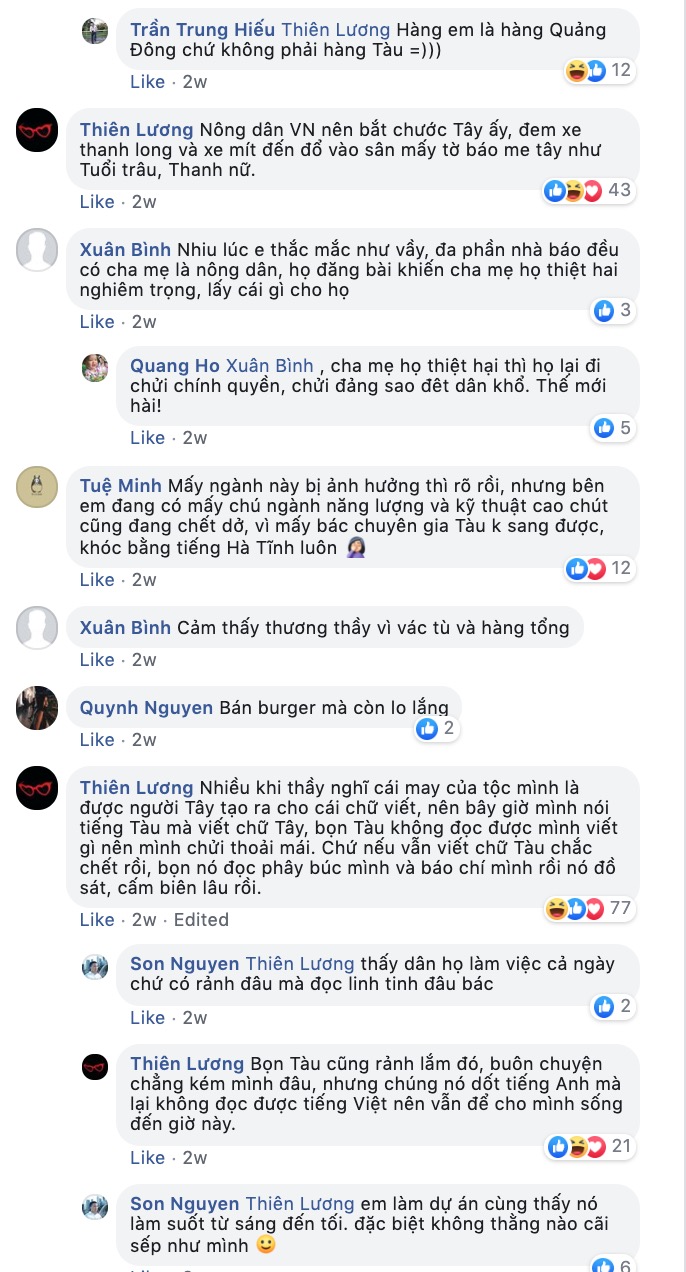 Trần Trung Hiếu Thiên Lương Hàng em là hàng Quảng
Đông chứ không phải hàng Tàu =)))
12
Like · 2w
Thiên Lương Nông dân VN nên bắt chước Tây ấy, đem xe
thanh long và xe mít đến đổ vào sân mấy tờ báo me tây như
Tuổi trâu, Thanh nữ.
43
Like · 2w
Xuân Bình Nhiu lúc e thắc mắc như vầy, đa phần nhà báo đều
có cha mẹ là nông dân, họ đăng bài khiến cha mẹ họ thiệt hai
nghiêm trọng, lấy cái gì cho họ
3
Like · 2w
Quang Ho Xuân Bình , cha mẹ họ thiệt hại thì họ lại đi
chửi chính quyền, chửi đảng sao đêt dân khổ. Thế mới
hài!
5
Like · 2w
Tuệ Minh Mấy ngành này bị ảnh hưởng thì rõ rồi, nhưng bên
em đang có mấy chú ngành năng lượng và kỹ thuật cao chút
cũng đang chết dở, vì mấy bác chuyên gia Tàu k sang được,
khóc bằng tiếng Hà Tĩnh luôn 🤦‍♀️
12
Like · 2w
Xuân Bình Cảm thấy thương thầy vì vác tù và hàng tổng
Like · 2w
Quynh Nguyen Bán burger mà còn lo lắng
2
Like · 2w
Thiên Lương Nhiều khi thầy nghĩ cái may của tộc mình là
được người Tây tạo ra cho cái chữ viết, nên bây giờ mình nói
tiếng Tàu mà viết chữ Tây, bọn Tàu không đọc được mình viết
gì nên mình chửi thoải mái. Chứ nếu vẫn viết chữ Tàu chắc
chết rồi, bọn nó đọc phây búc mình và báo chí mình rồi nó đồ
sát, cấm biên lâu rồi.
77
Like · 2w · Edited
Son Nguyen Thiên Lương thấy dân họ làm việc cả ngày
chứ có rảnh đâu mà đọc linh tinh đâu bác
2
Like · 2w
Thiên Lương Bọn Tàu cũng rảnh lắm đó, buôn chuyện
chẳng kém mình đâu, nhưng chúng nó dốt tiếng Anh mà
lại không đọc được tiếng Việt nên vẫn để cho mình sống
đến giờ này.
21
Like · 2w
Son Nguyen Thiên Lương em làm dự án cùng thấy nó
làm suốt từ sáng đến tối. đặc biệt không thằng nào cãi
sếp như mình 🙂
6